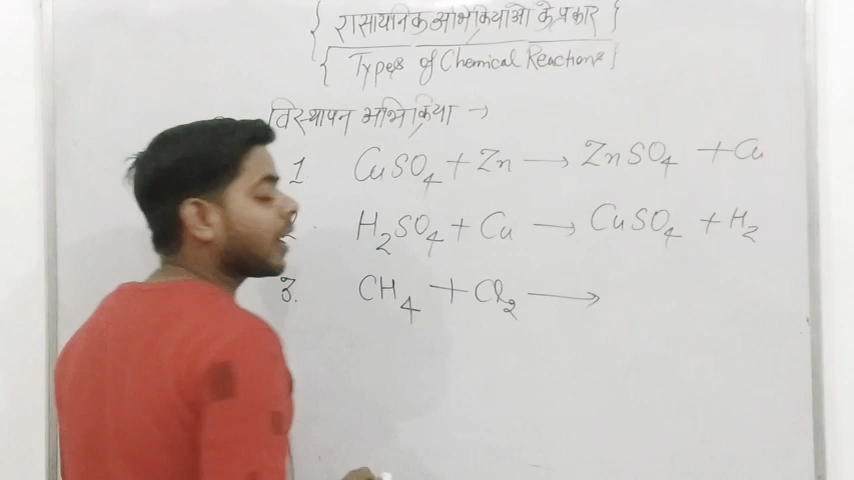 { रासायनिक अभिक्रियाओं के प्रकार }
{ Types of Chemical Reactions }
विस्थापन अभिक्रिया →
1 CuSO₄ + Zn → ZnSO₄ + Cu
H₂SO₄ + Cu → CuSO₄ + H₂
3. CH₄ + Cl₂ →